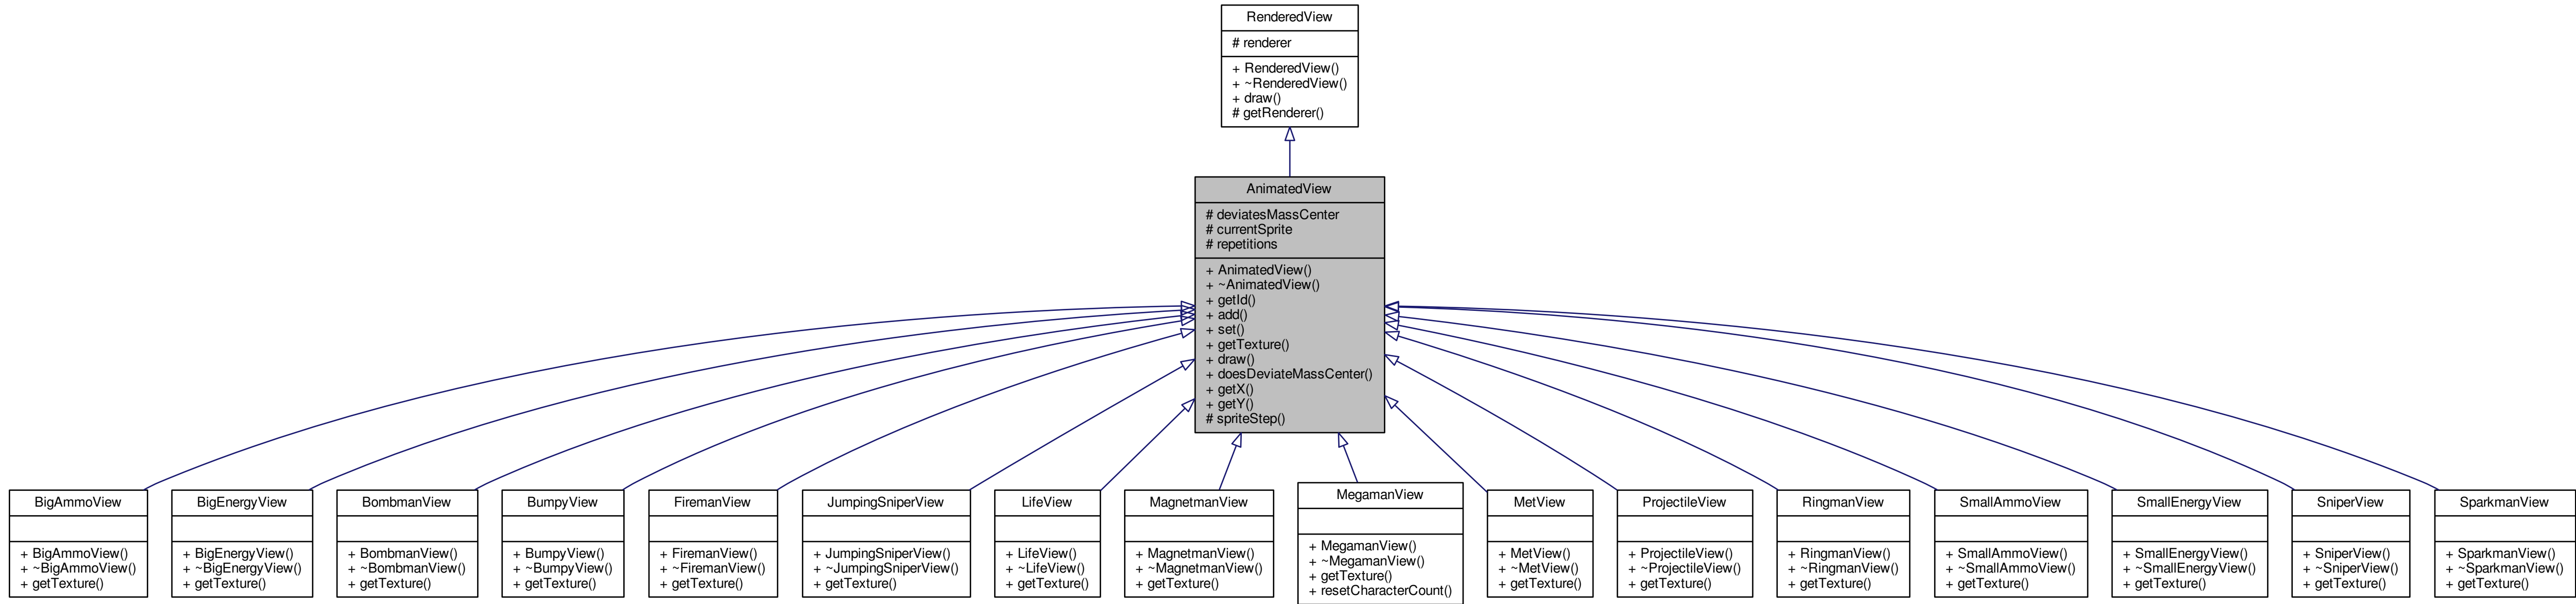 RenderedView
# renderer
+ RenderedView()
+ ~RenderedView()
+ draw()
# getRenderer()
AnimatedView
# deviatesMassCenter
# currentSprite
# repetitions
+ AnimatedView()
+ ~AnimatedView()
+ getId()
+ add()
+ set()
+ getTexture()
+ draw()
+ doesDeviateMassCenter()
+ getX()
+ getY()
# spriteStep()
BigAmmoView
+ BigAmmoView()
+ ~BigAmmoView()
+ getTexture()
BigEnergyView
+ BigEnergyView()
+ ~BigEnergyView()
+ getTexture()
BombmanView
+ BombmanView()
+ ~BombmanView()
+ getTexture()
BumpyView
+ BumpyView()
+ ~BumpyView()
+ getTexture()
FiremanView
+ FiremanView()
+ ~FiremanView()
+ getTexture()
JumpingSniperView
+ JumpingSniperView()
+ ~JumpingSniperView()
+ getTexture()
LifeView
+ LifeView()
+ ~LifeView()
+ getTexture()
MagnetmanView
+ MagnetmanView()
+ ~MagnetmanView()
+ getTexture()
MegamanView
+ MegamanView()
+ ~MegamanView()
+ getTexture()
+ resetCharacterCount()
MetView
+ MetView()
+ ~MetView()
+ getTexture()
ProjectileView
+ ProjectileView()
+ ~ProjectileView()
+ getTexture()
RingmanView
+ RingmanView()
+ ~RingmanView()
+ getTexture()
SmallAmmoView
+ SmallAmmoView()
+ ~SmallAmmoView()
+ getTexture()
SmallEnergyView
+ SmallEnergyView()
+ ~SmallEnergyView()
+ getTexture()
SniperView
+ SniperView()
+ ~SniperView()
+ getTexture()
SparkmanView
+ SparkmanView()
+ ~SparkmanView()
+ getTexture()